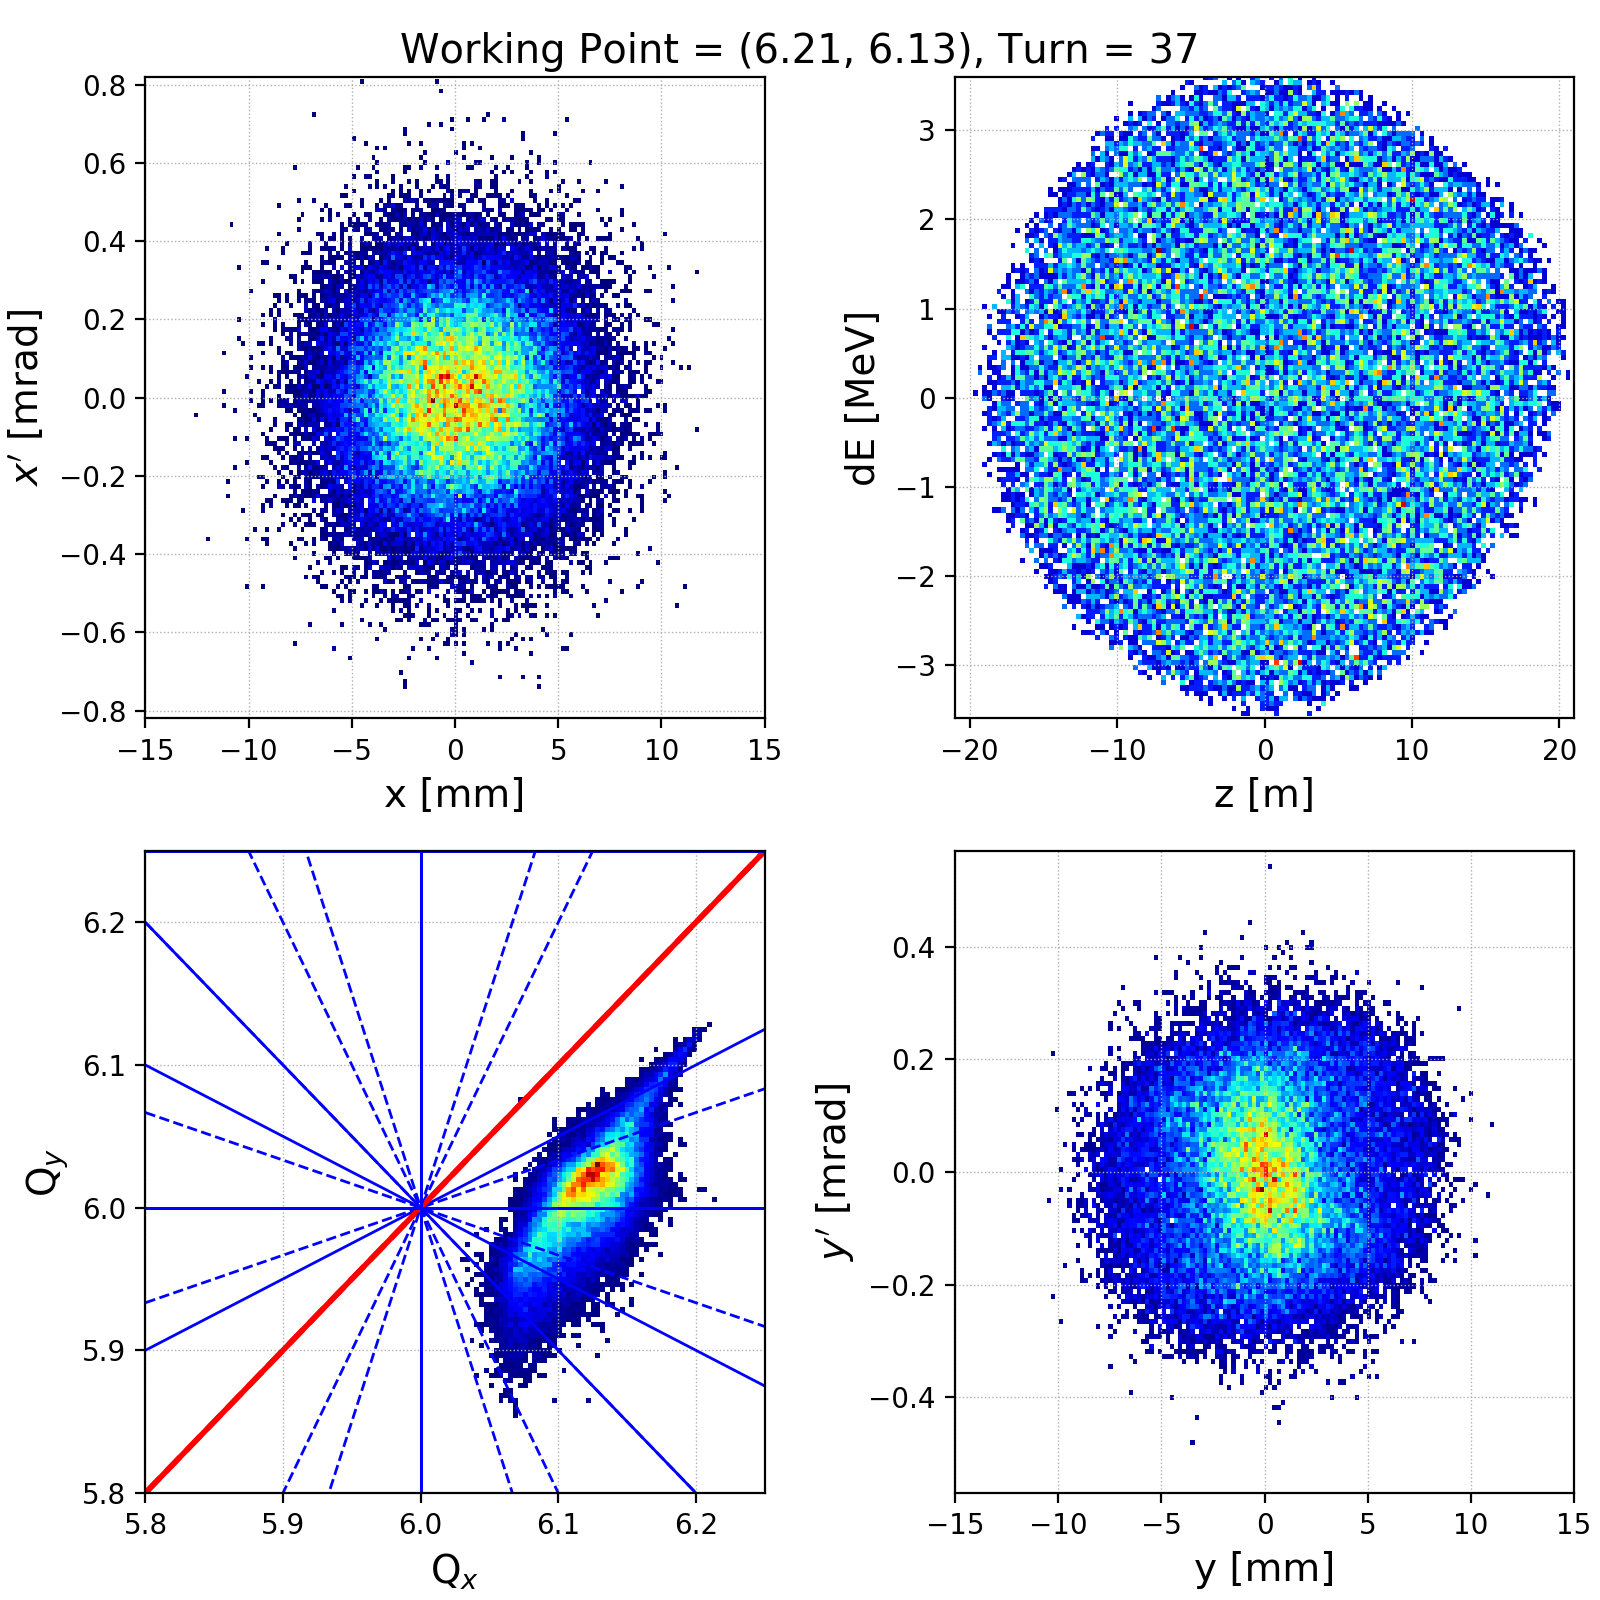 Working Point = (6.21, 6.13), Turn = 37
0.8
0.6
0.4
0.2
0.0
−0.2
−0.4
−0.6
−0.8
x′ [mrad]
−15 −10 −5 0 5 10 15
x [mm]
3
2
1
0
−1
−2
−3
dE [MeV]
−20 −10 0 10 20
z [m]
6.2
6.1
6.0
5.9
5.8
Qy
5.8 5.9 6.0 6.1 6.2
Qx
0.4
0.2
0.0
−0.2
−0.4
y′ [mrad]
−15 −10 −5 0 5 10 15
y [mm]